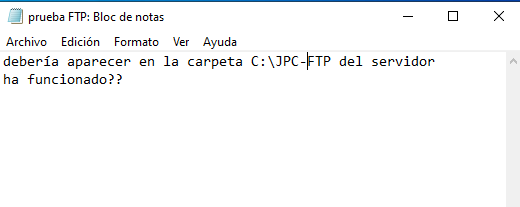 prueba FTP: Bloc de notas
Archivo Edición Formato Ver Ayuda
debería aparecer en la carpeta C:\JPC-FTP del servidor
ha funcionado??